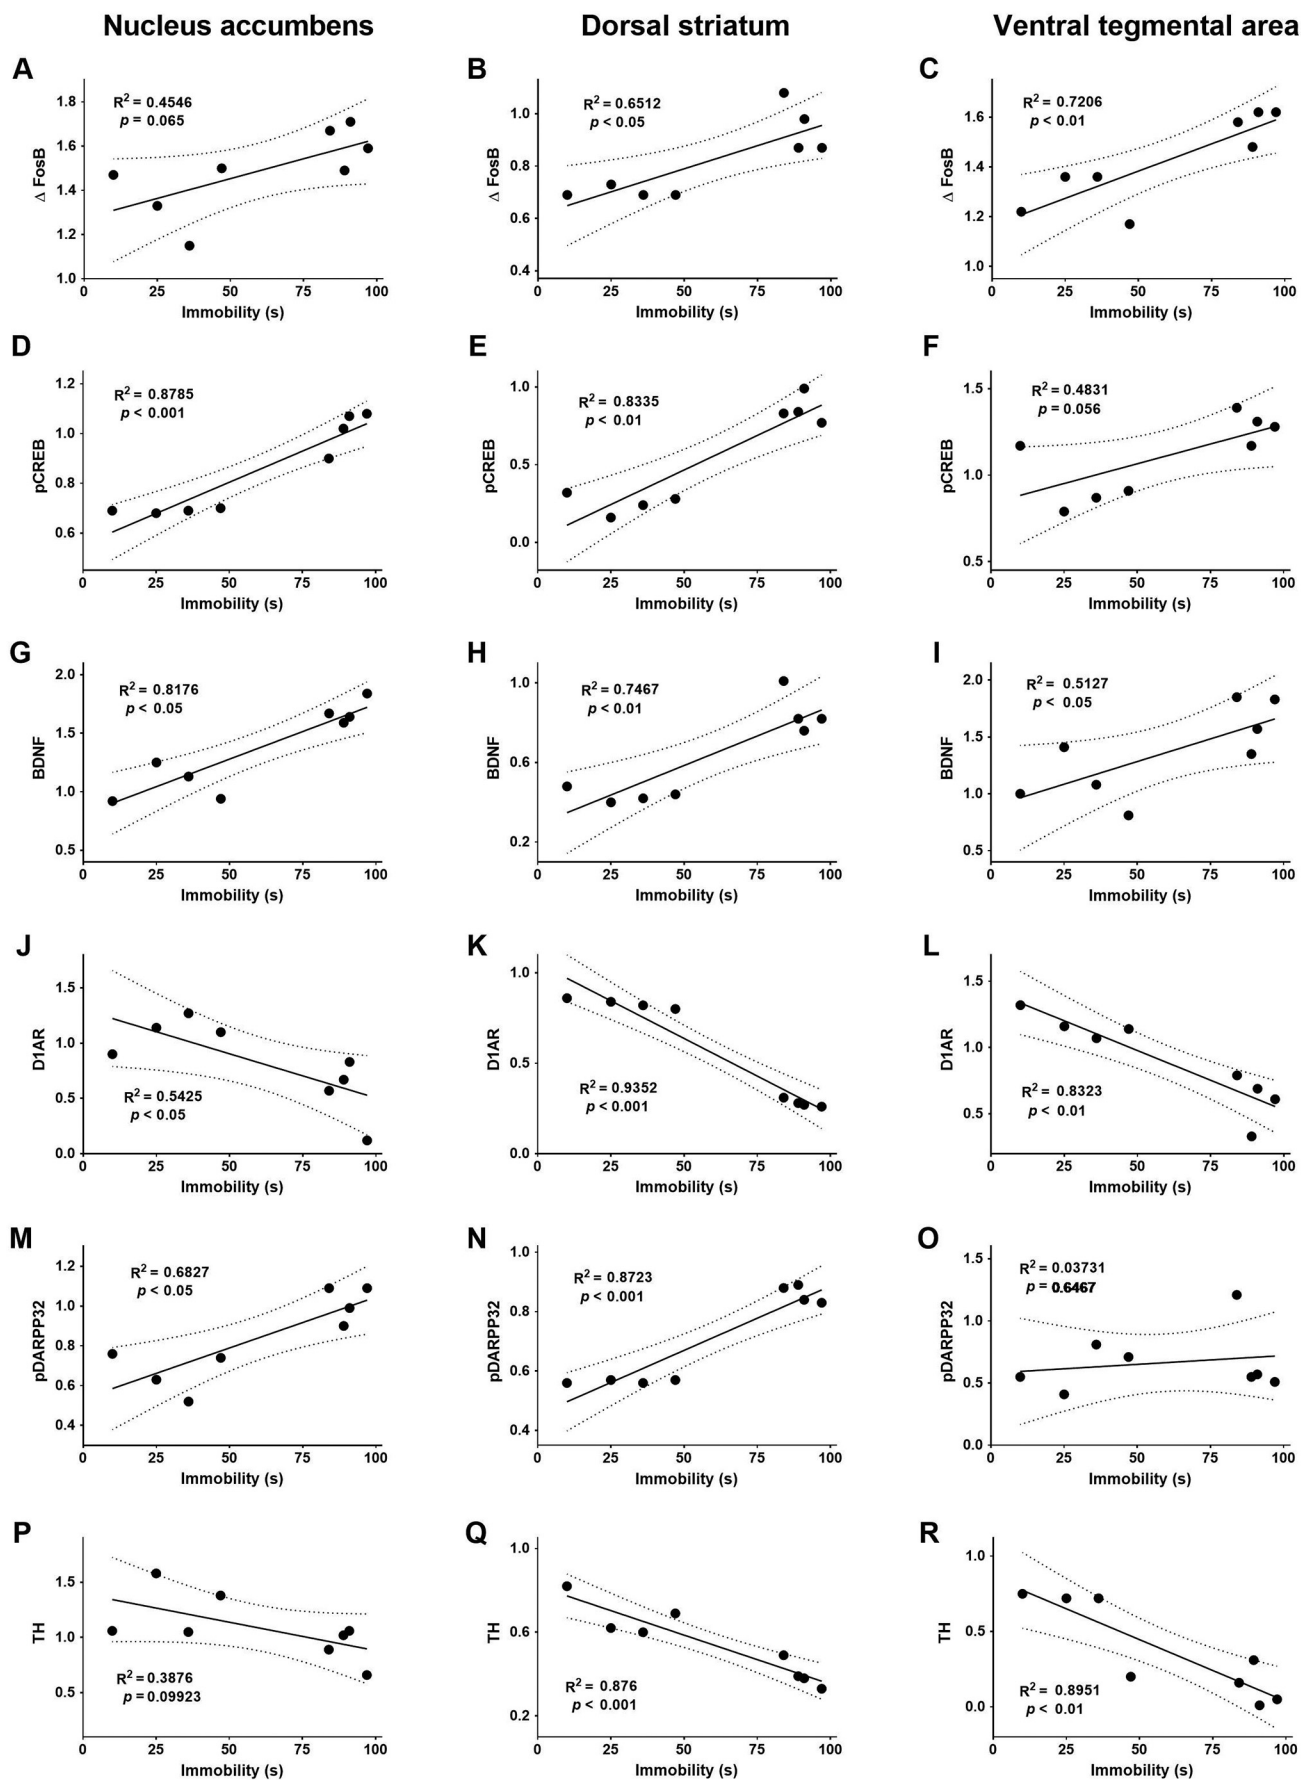 Nucleus accumbens
Dorsal striatum
Ventral tegmental area
A
R² = 0.4546
p = 0.065
Δ FosB
1.8
1.6
1.4
1.2
1.0
0 25 50 75 100
Immobility (s)
B
R² = 0.6512
p < 0.05
Δ FosB
1.0
0.8
0.6
0.4
0 25 50 75 100
Immobility (s)
C
R² = 0.7206
p < 0.01
Δ FosB
1.6
1.4
1.2
1.0
0 25 50 75 100
Immobility (s)
D
R² = 0.8785
p < 0.001
pCREB
1.2
1.0
0.8
0.6
0 25 50 75 100
Immobility (s)
E
R² = 0.8335
p < 0.01
pCREB
1.0
0.5
0.0
0 25 50 75 100
Immobility (s)
F
R² = 0.4831
p = 0.056
pCREB
1.5
1.0
0.5
0 25 50 75 100
Immobility (s)
G
R² = 0.8176
p < 0.05
BDNF
2.0
1.5
1.0
0.5
0 25 50 75 100
Immobility (s)
H
R² = 0.7467
p < 0.01
BDNF
1.0
0.6
0.2
0 25 50 75 100
Immobility (s)
I
R² = 0.5127
p < 0.05
BDNF
2.0
1.5
1.0
0.5
0 25 50 75 100
Immobility (s)
J
R² = 0.5425
p < 0.05
D1AR
1.5
1.0
0.5
0.0
0 25 50 75 100
Immobility (s)
K
R² = 0.9352
p < 0.001
D1AR
1.0
0.5
0.0
0 25 50 75 100
Immobility (s)
L
R² = 0.8323
p < 0.01
D1AR
1.5
1.0
0.5
0 25 50 75 100
Immobility (s)
M
R² = 0.6827
p < 0.05
pDARPP32
1.2
1.0
0.8
0.6
0.4
0 25 50 75 100
Immobility (s)
N
R² = 0.8723
p < 0.001
pDARPP32
1.0
0.8
0.6
0.4
0 25 50 75 100
Immobility (s)
O
R² = 0.03731
p = 0.6467
pDARPP32
1.5
1.0
0.5
0.0
0 25 50 75 100
Immobility (s)
P
R² = 0.3876
p = 0.09923
TH
1.5
1.0
0.5
0 25 50 75 100
Immobility (s)
Q
R² = 0.876
p < 0.001
TH
1.0
0.6
0.2
0 25 50 75 100
Immobility (s)
R
R² = 0.8951
p < 0.01
TH
1.0
0.5
0.0
0 25 50 75 100
Immobility (s)